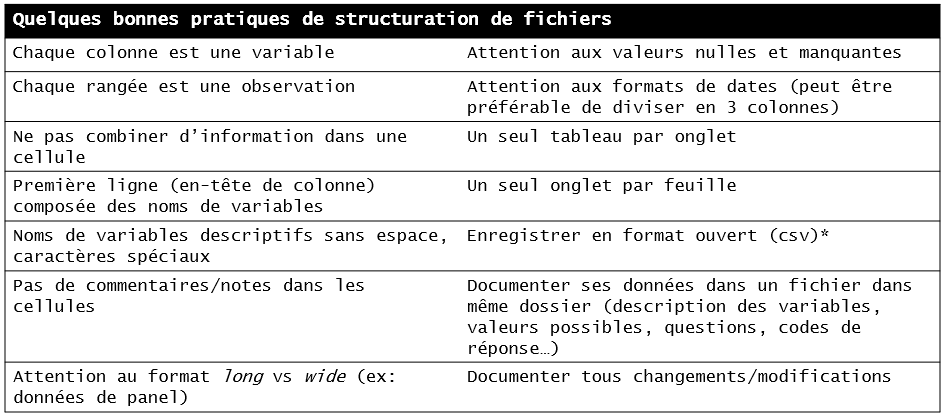 Quelques bonnes pratiques de structuration de fichiers
Chaque colonne est une variable
Attention aux valeurs nulles et manquantes
Chaque rangée est une observation
Attention aux formats de dates (peut être
préférable de diviser en 3 colonnes)
Ne pas combiner d’information dans une
cellule
Un seul tableau par onglet
Première ligne (en-tête de colonne)
composée des noms de variables
Un seul onglet par feuille
Noms de variables descriptifs sans espace,
caractères spéciaux
Enregistrer en format ouvert (csv)*
Pas de commentaires/notes dans les
cellules
Documenter ses données dans un fichier dans
même dossier (description des variables,
valeurs possibles, questions, codes de
réponse…)
Attention au format long vs wide (ex:
données de panel)
Documenter tous changements/modifications